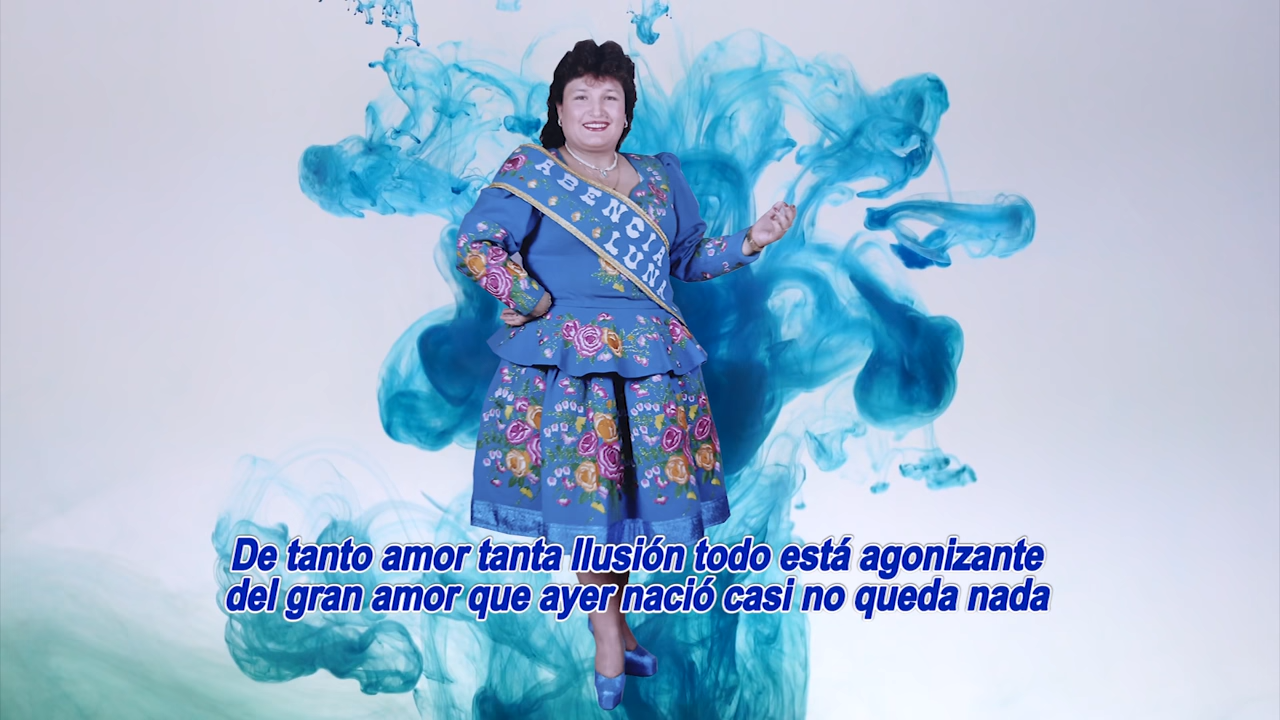 ABENCIA
LUNA
De tanto amor tanta Ilusión todo está agonizante
del gran amor que ayer nació casi no queda nada